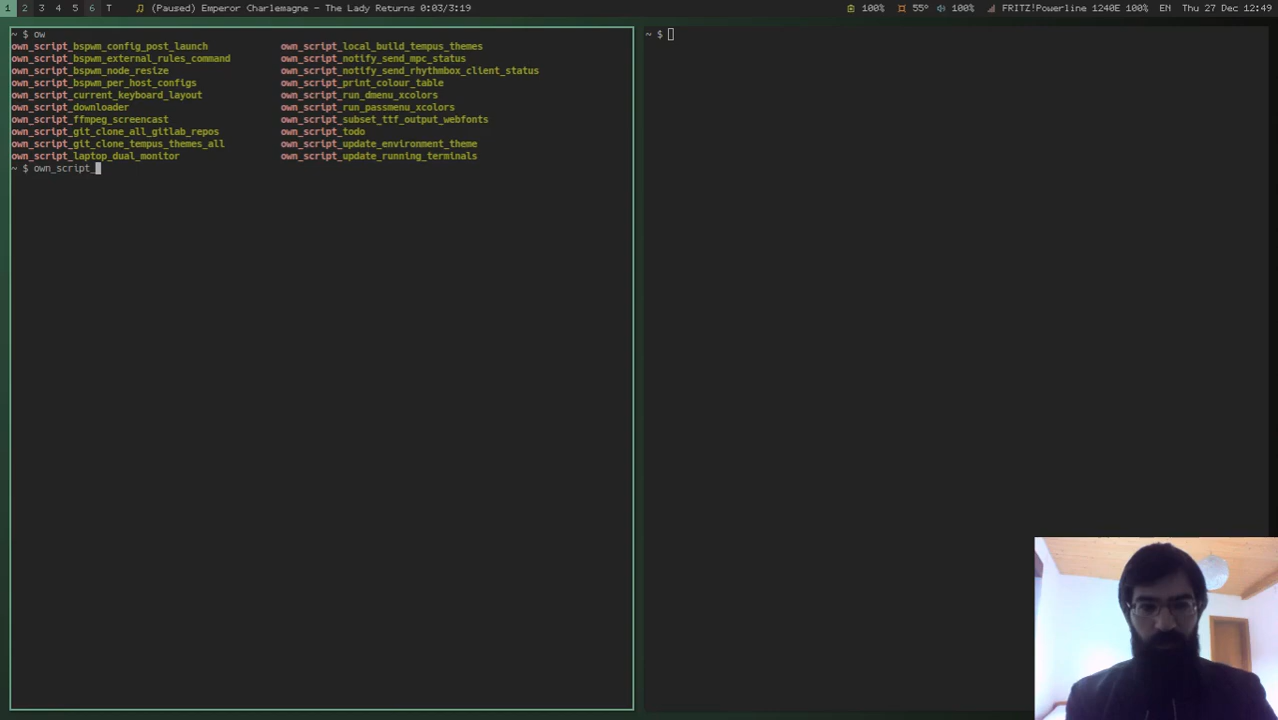 1 2 3 4 5 6 T ♫ (Paused) Emperor Charlemagne - The Lady Returns 0:03/3:19 100% 55° 100% FRITZ!Powerline 1240E 100% EN Thu 27 Dec 12:49
~ $ ow
own_script_bspwm_config_post_launch own_script_local_build_tempus_themes
own_script_bspwm_external_rules_command own_script_notify_send_mpc_status
own_script_bspwm_node_resize own_script_notify_send_rhythmbox_client_status
own_script_bspwm_per_host_configs own_script_print_colour_table
own_script_current_keyboard_layout own_script_run_dmenu_xcolors
own_script_downloader own_script_run_passmenu_xcolors
own_script_ffmpeg_screencast own_script_subset_ttf_output_webfonts
own_script_git_clone_all_gitlab_repos own_script_todo
own_script_git_clone_tempus_themes_all own_script_update_environment_theme
own_script_laptop_dual_monitor own_script_update_running_terminals
~ $ own_script_
~ $